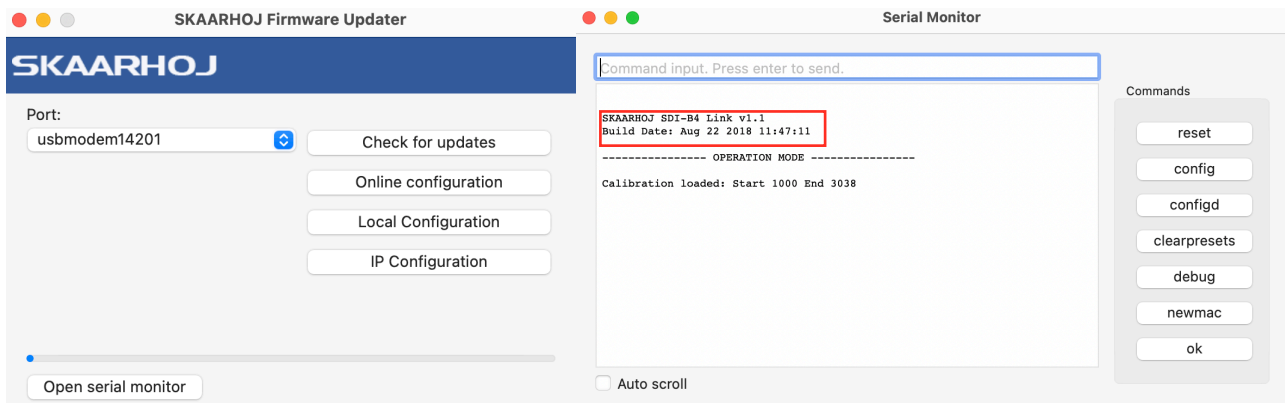 SKAARHOJ Firmware Updater
SKAARHOJ
Port:
usbmodem14201
Check for updates
Online configuration
Local Configuration
IP Configuration
Open serial monitor
Serial Monitor
Command input. Press enter to send.
SKAARHOJ SDI-B4 Link v1.1
Build Date: Aug 22 2018 11:47:11
---------------- OPERATION MODE ----------------
Calibration loaded: Start 1000 End 3038
Auto scroll
Commands
reset
config
configd
clearpresets
debug
newmac
ok